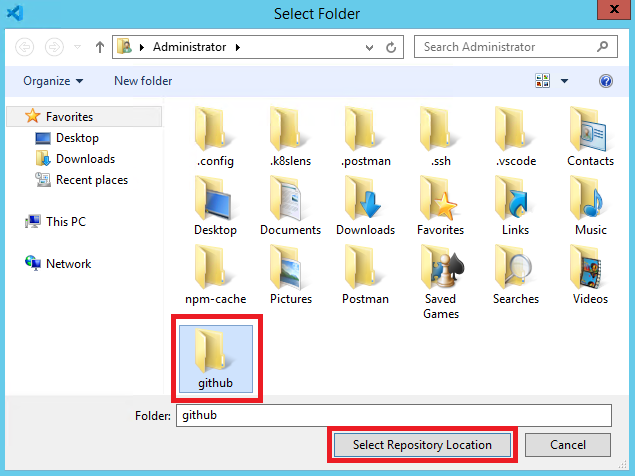 Select Folder
Administrator
Search Administrator
Organize
New folder
Favorites
Desktop
Downloads
Recent places
This PC
Network
.config
.k8slens
.postman
.ssh
.vscode
Contacts
Desktop
Documents
Downloads
Favorites
Links
Music
npm-cache
Pictures
Postman
Saved
Games
Searches
Videos
github
Folder: github
Select Repository Location
Cancel